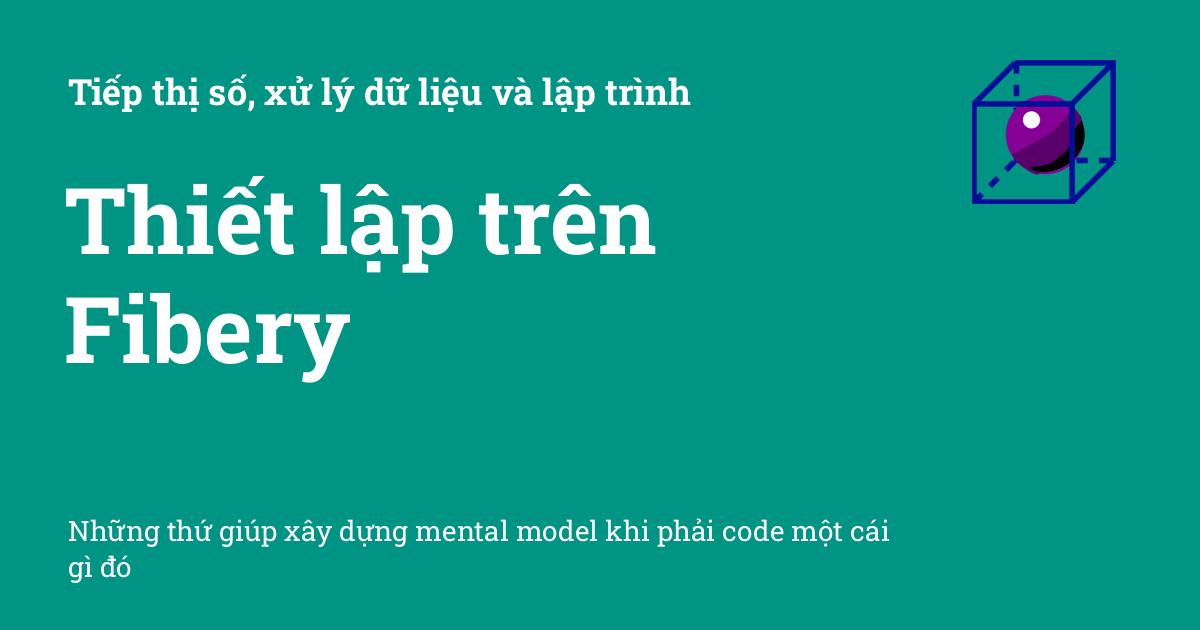 Tiếp thị số, xử lý dữ liệu và lập trình
Thiết lập trên
Fibery
Những thứ giúp xây dựng mental model khi phải code một cái
gì đó